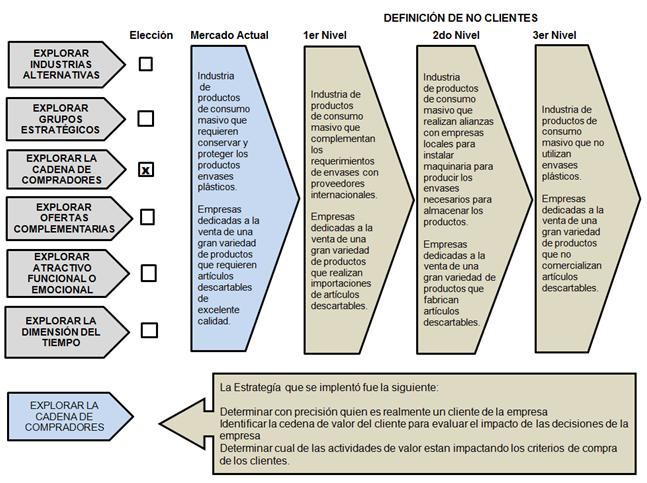 DEFINICIÓN DE NO CLIENTES
Elección
Mercado Actual
1er Nivel
2do Nivel
3er Nivel
EXPLORAR
INDUSTRIAS
ALTERNATIVAS
EXPLORAR
GRUPOS
ESTRATÉGICOS
EXPLORAR LA
CADENA DE
COMPRADORES
x
EXPLORAR
OFERTAS
COMPLEMENTARIAS
EXPLORAR
ATRACTIVO
FUNCIONAL O
EMOCIONAL
EXPLORAR LA
DIMENSIÓN DEL
TIEMPO
Industria
de
productos
de consumo
masivo que
requieren
conservar y
proteger los
productos
envases
plásticos.
Empresas
dedicadas a la
venta de una
gran variedad
de productos
que requieren
artículos
descartables
de
excelente
calidad.
Industria de
productos
de consumo
masivo que
complementan
los
requerimientos
de envases con
proveedores
internacionales.
Empresas
dedicadas a la
venta de una
gran variedad
de productos
que realizan
importaciones
de artículos
descartables.
Industria
de productos
de consumo
masivo que
realizan alianzas
con empresas
locales para
instalar
maquinaria para
producir los
envases
necesarios para
almacenar los
productos.
Empresas
dedicadas a la
venta de una gran
variedad de
productos que
fabrican
artículos
descartables.
Industria de
productos de
consumo
masivo que no
utilizan
envases
plásticos.
Empresas
dedicadas a la
venta de una
gran variedad
de productos
que no
comercializan
artículos
descartables.
EXPLORAR LA
CADENA DE
COMPRADORES
La Estrategía que se implentó fue la siguiente:
Determinar con precisión quien es realmente un cliente de la empresa
Identificar la cedena de valor del cliente para evaluar el impacto de las decisiones de la
empresa
Determinar cual de las actividades de valor estan impactando los criterios de compra
de los clientes.